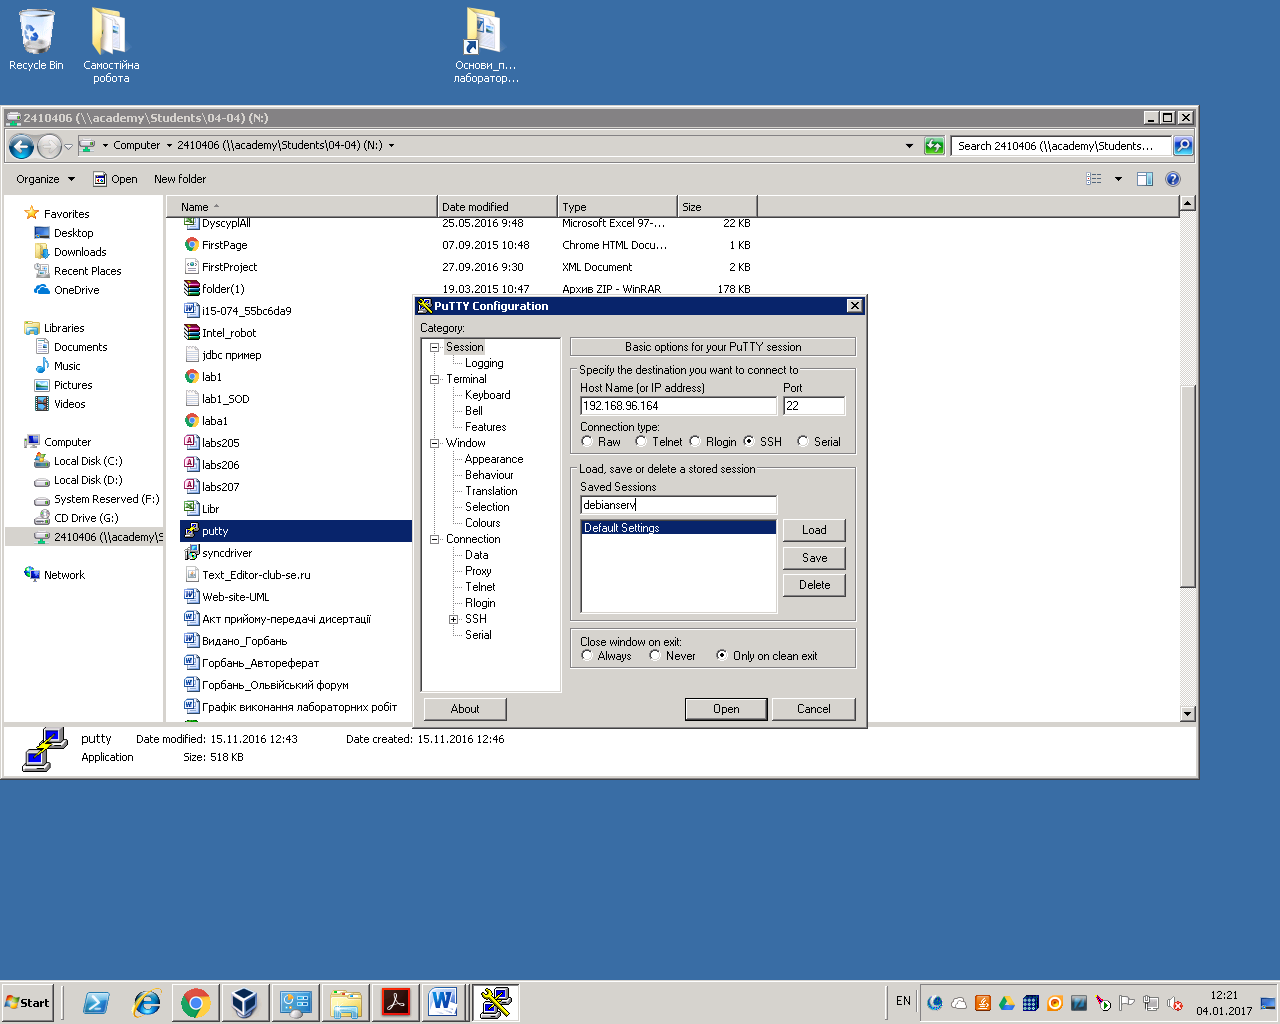 Recycle Bin
Самостійна
робота
Основи_п...
лаборатор...
2410406 (\\academy\Students\04-04) (N:)
Computer
2410406 (\\academy\Students\04-04) (N:)
Search 2410406 (\\academy\Students...
Organize
Open
New folder
Favorites
Desktop
Downloads
Recent Places
OneDrive
Libraries
Documents
Music
Pictures
Videos
Computer
Local Disk (C:)
Local Disk (D:)
System Reserved (F:)
CD Drive (G:)
2410406 (\\academy\S
Network
Name Date modified Type Size
DyscyplAll 25.05.2016 9:48 Microsoft Excel 97-... 22 KB
FirstPage 07.09.2015 10:48 Chrome HTML Docu... 1 KB
FirstProject 27.09.2016 9:30 XML Document 2 KB
folder(1) 19.03.2015 10:47 Архив ZIP - WinRAR 178 KB
i15-074_55bc6da9
Intel_robot
jdbc пример
lab1
lab1_SOD
laba1
labs205
labs206
labs207
Libr
putty
syncdriver
Text_Editor-club-se.ru
Web-site-UML
Акт прийому-передачі дисертації
Видано_Горбань
Горбань_Автореферат
Горбань_Ольвійський форум
Графік виконання лабораторних робіт
PuTTY Configuration
Category:
Session
Logging
Terminal
Keyboard
Bell
Features
Window
Appearance
Behaviour
Translation
Selection
Colours
Connection
Data
Proxy
Telnet
Rlogin
SSH
Serial
Basic options for your PuTTY session
Specify the destination you want to connect to
Host Name (or IP address) Port
192.168.96.164 22
Connection type:
Raw Telnet Rlogin SSH Serial
Load, save or delete a stored session
Saved Sessions
debianserv
Default Settings
Load
Save
Delete
Close window on exit:
Always Never Only on clean exit
About Open Cancel
putty Date modified: 15.11.2016 12:43 Date created: 15.11.2016 12:46
Application Size: 518 KB
Start
EN
12:21
04.01.2017